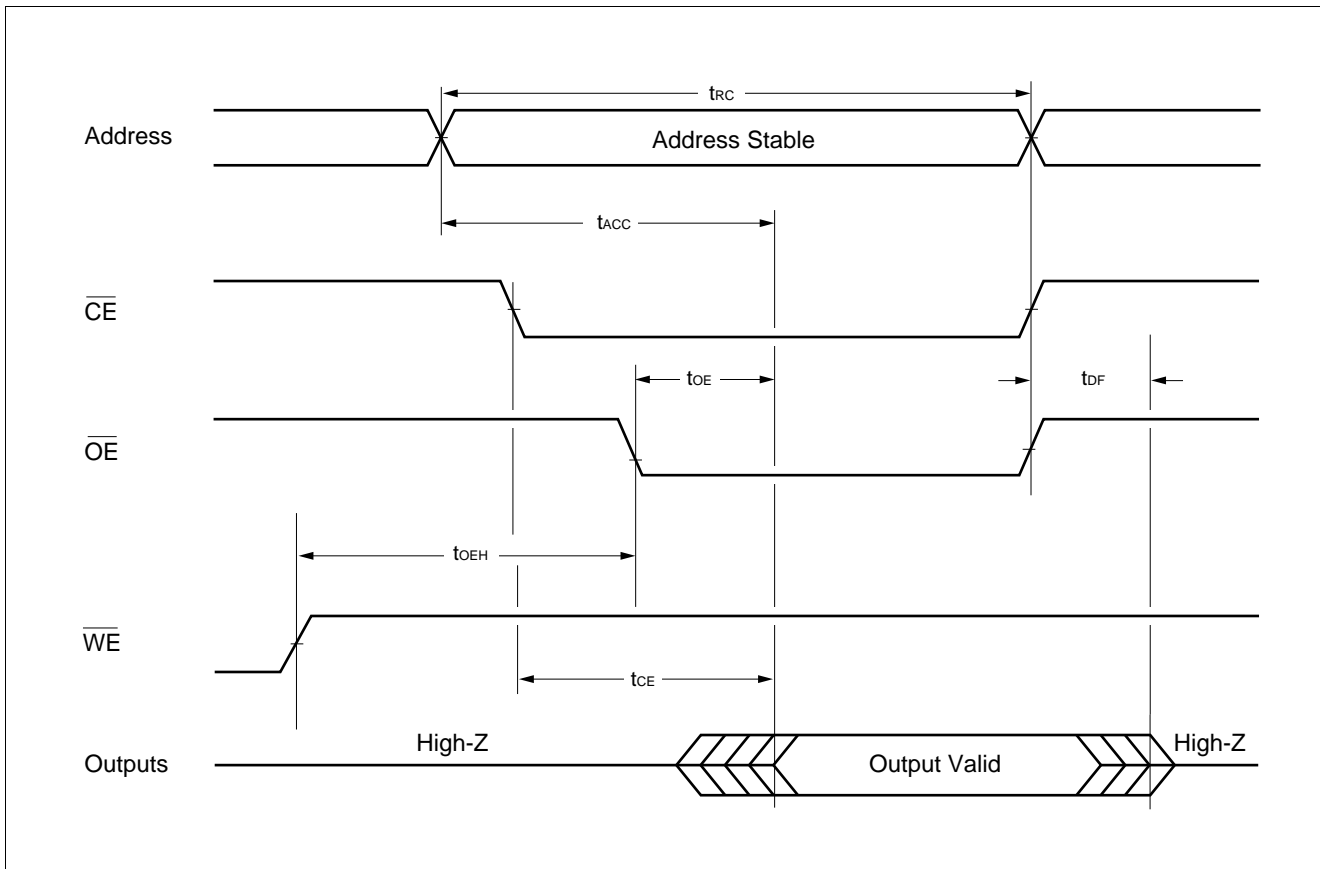 tRC
Address
Address Stable
tACC
CE
tOE
tDF
OE
tOEH
WE
tCE
High-Z
High-Z
Outputs
Output Valid